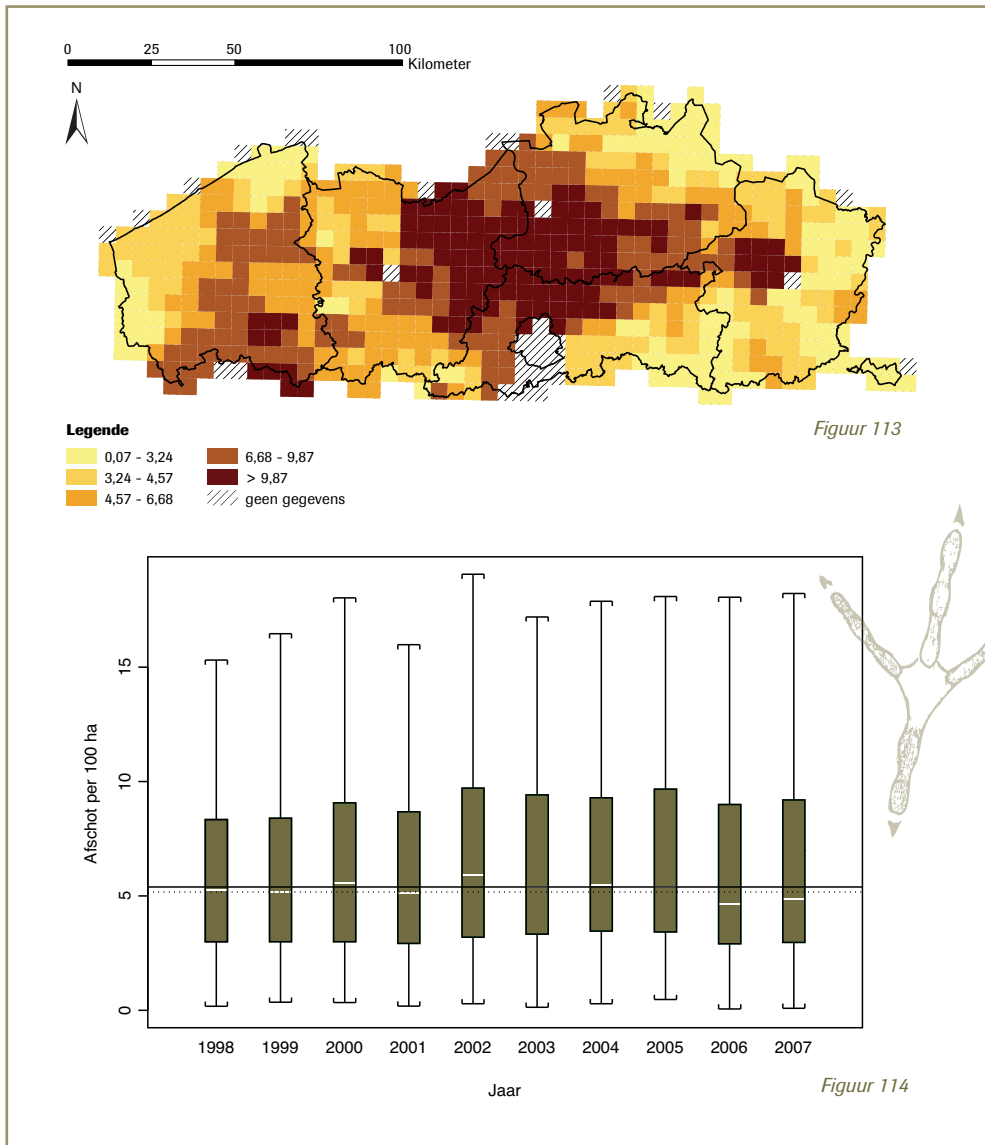 0 25 50 100
Kilometer
N
Figuur 113
Legende
0,07 - 3,24
3,24 - 4,57
4,57 - 6,68
6,68 - 9,87
> 9,87
geen gegevens
Afschot per 100 ha
15
10
5
0
1998 1999 2000 2001 2002 2003 2004 2005 2006 2007
Jaar
Figuur 114